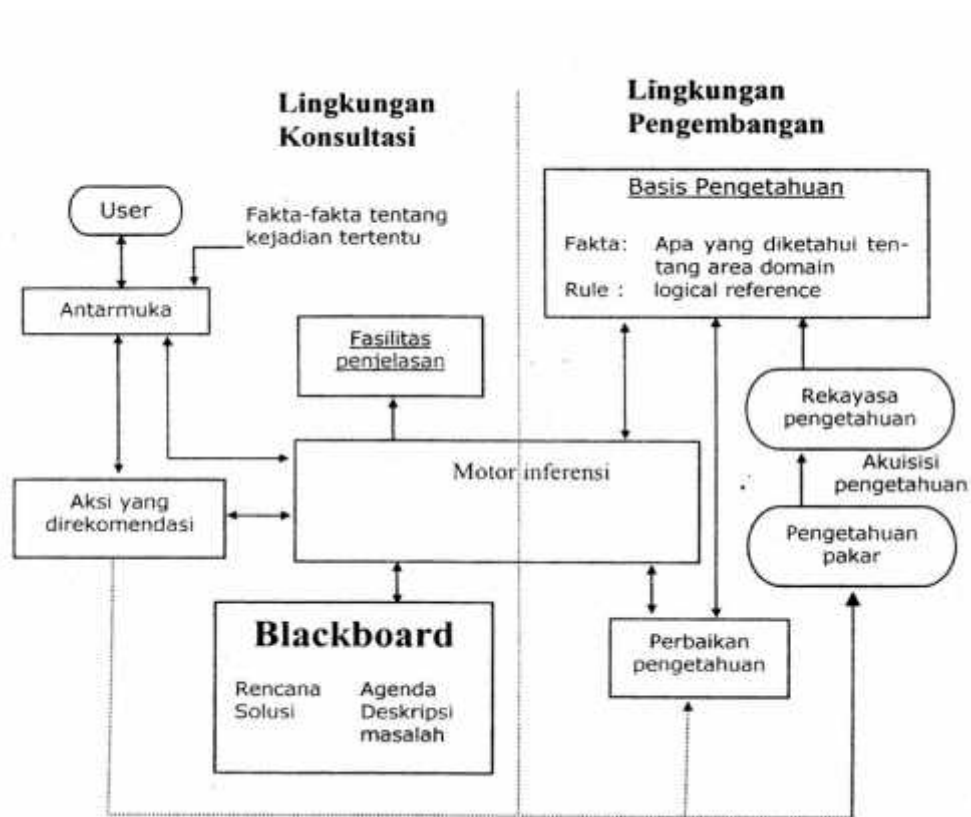 Lingkungan
Konsultasi
Lingkungan
Pengembangan
User
Fakta-fakta tentang
kejadian tertentu
Antarmuka
Fasilitas
penjelasan
Basis Pengetahuan
Fakta: Apa yang diketahui ten-
tang area domain
Rule : logical reference
Rekayasa
pengetahuan
Akuisisi
pengetahuan
Pengetahuan
pakar
Motor inferensi
Aksi yang
direkomendasi
Blackboard
Rencana Agenda
Solusi Deskripsi
masalah
Perbaikan
pengetahuan